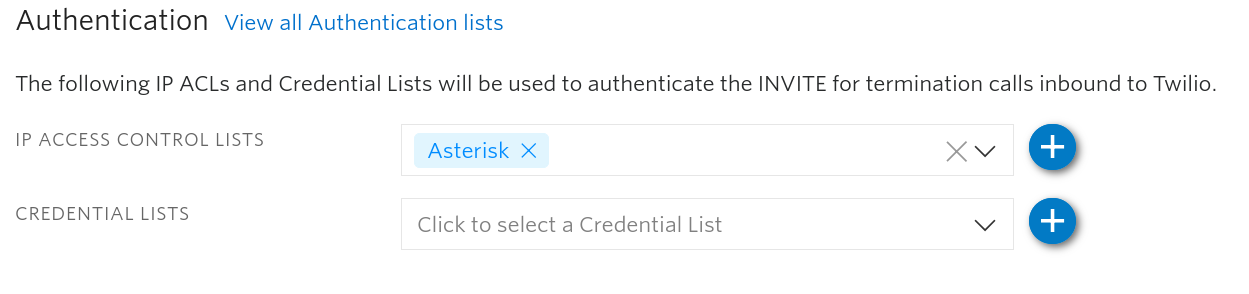 Authentication View all Authentication lists
The following IP ACLs and Credential Lists will be used to authenticate the INVITE for termination calls inbound to Twilio.
IP ACCESS CONTROL LISTS
Asterisk
CREDENTIAL LISTS
Click to select a Credential List